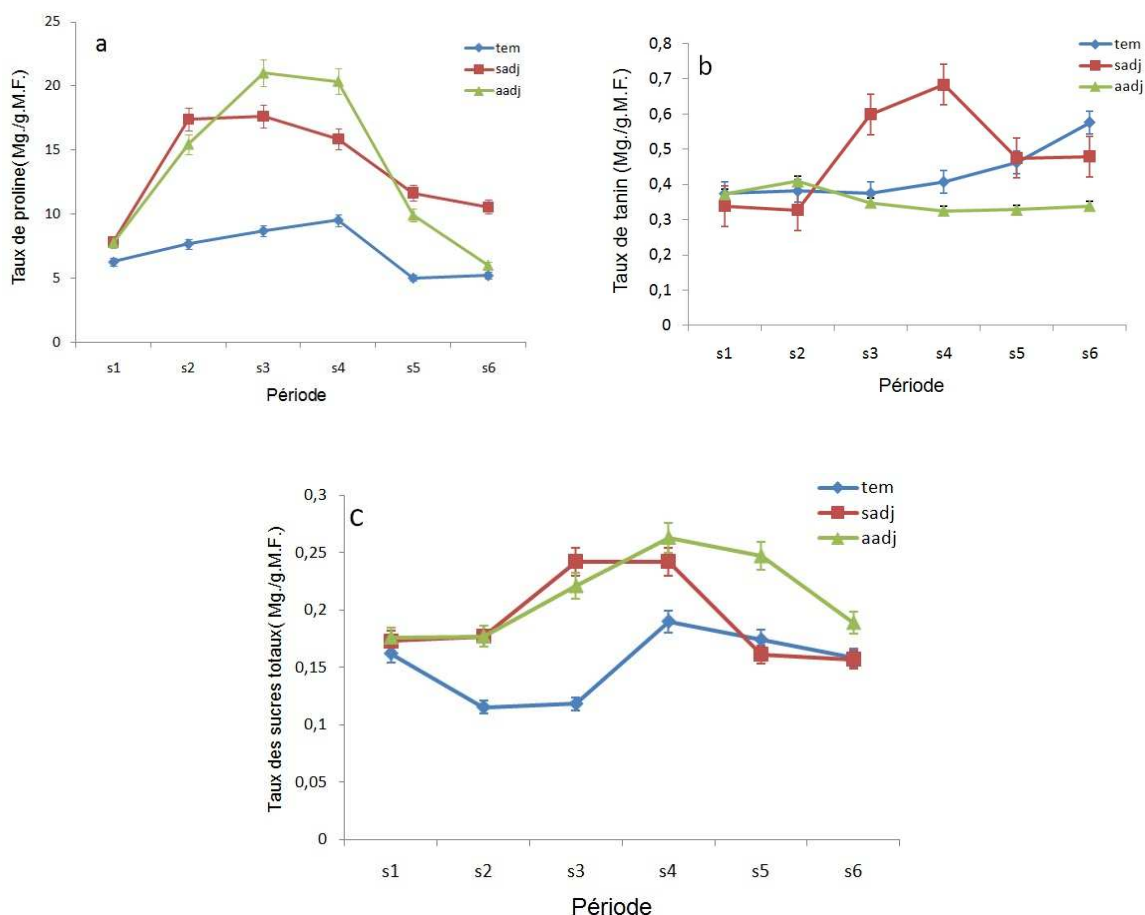 a
Taux de proline( Mg./g.M.F.)
25
20
15
10
5
0
s1 s2 s3 s4 s5 s6
Période
tem
sadj
aadj
b
Taux de tanin (Mg./g.M.F.)
0,8
0,7
0,6
0,5
0,4
0,3
0,2
0,1
0
s1 s2 s3 s4 s5 s6
Période
tem
sadj
aadj
C
Taux des sucres totaux( Mg./g.M.F.)
0,3
0,25
0,2
0,15
0,1
0,05
0
s1 s2 s3 s4 s5 s6
Période
tem
sadj
aadj